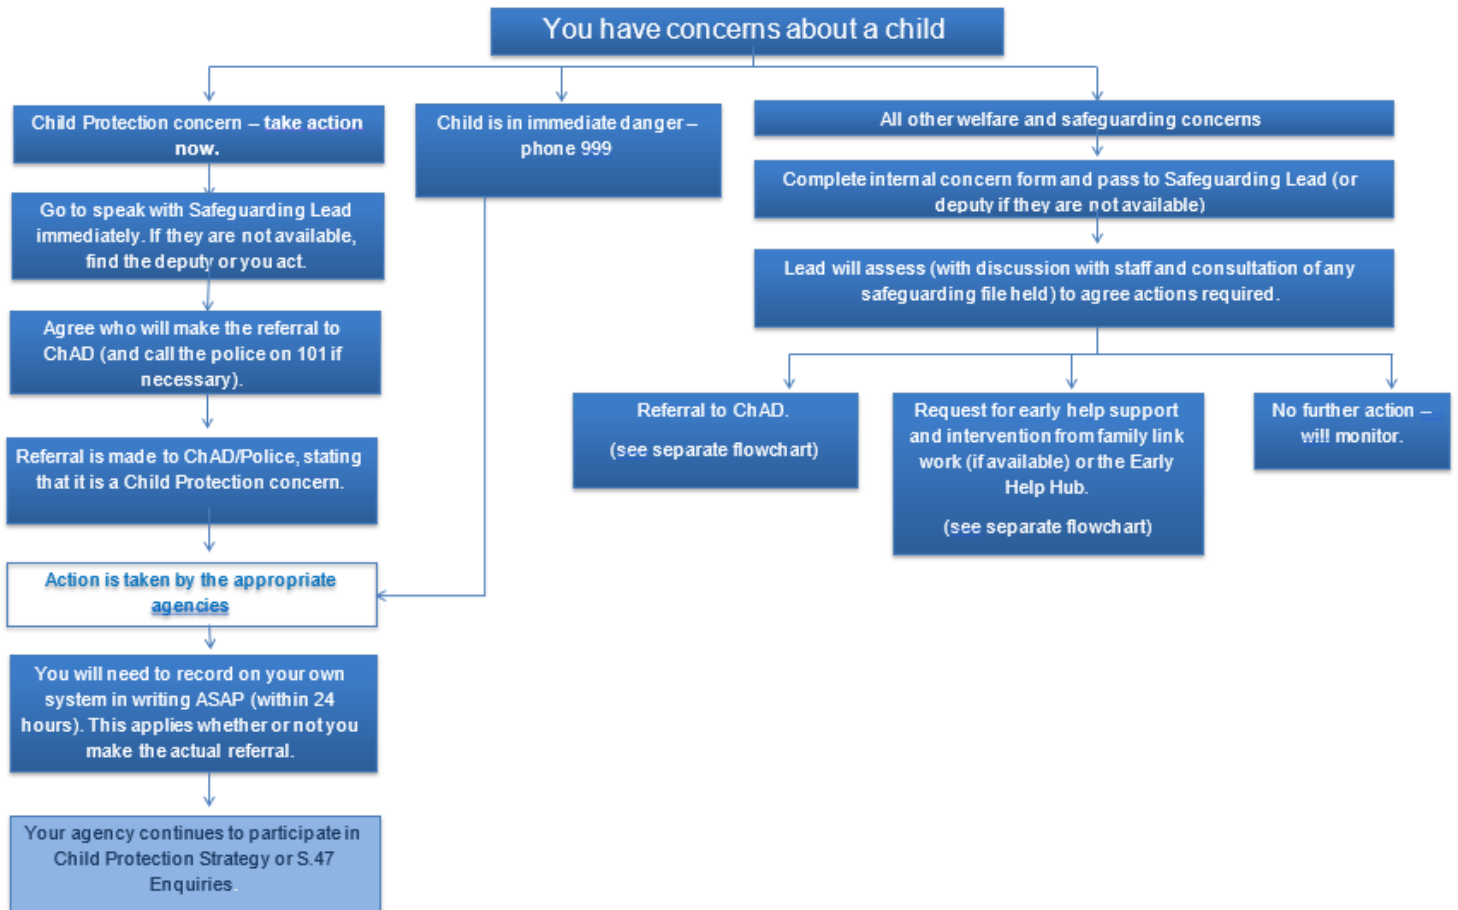 You have concerns about a child
Child Protection concern – take action
now.
Child is in immediate danger –
phone 999
All other welfare and safeguarding concerns
Go to speak with Safeguarding Lead
immediately. If they are not available,
find the deputy or you act.
Complete internal concern form and pass to Safeguarding Lead (or
deputy if they are not available)
Lead will assess (with discussion with staff and consultation of any
safeguarding file held) to agree actions required.
Agree who will make the referral to
ChAD (and call the police on 101 if
necessary).
Referral to ChAD.
(see separate flowchart)
Request for early help support
and intervention from family link
work (if available) or the Early
Help Hub.
(see separate flowchart)
No further action –
will monitor.
Referral is made to ChAD/Police, stating
that it is a Child Protection concern.
Action is taken by the appropriate
agencies
You will need to record on your own
system in writing ASAP (within 24
hours). This applies whether or not you
make the actual referral.
Your agency continues to participate in
Child Protection Strategy or S.47
Enquiries.